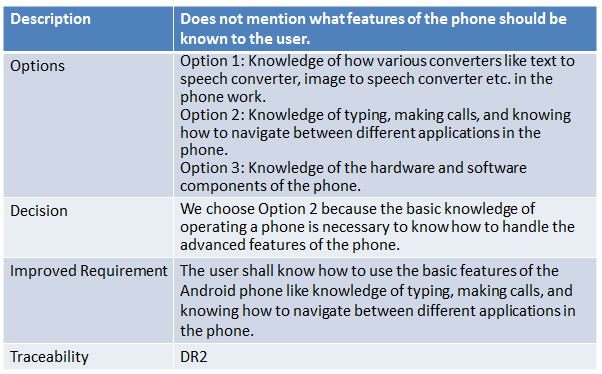 Description
Does not mention what features of the phone should be
known to the user.
Options
Option 1: Knowledge of how various converters like text to
speech converter, image to speech converter etc. in the
phone work.
Option 2: Knowledge of typing, making calls, and knowing
how to navigate between different applications in the
phone.
Option 3: Knowledge of the hardware and software
components of the phone.
Decision
We choose Option 2 because the basic knowledge of
operating a phone is necessary to know how to handle the
advanced features of the phone.
Improved Requirement
The user shall know how to use the basic features of the
Android phone like knowledge of typing, making calls, and
knowing how to navigate between different applications in
the phone.
Traceability
DR2